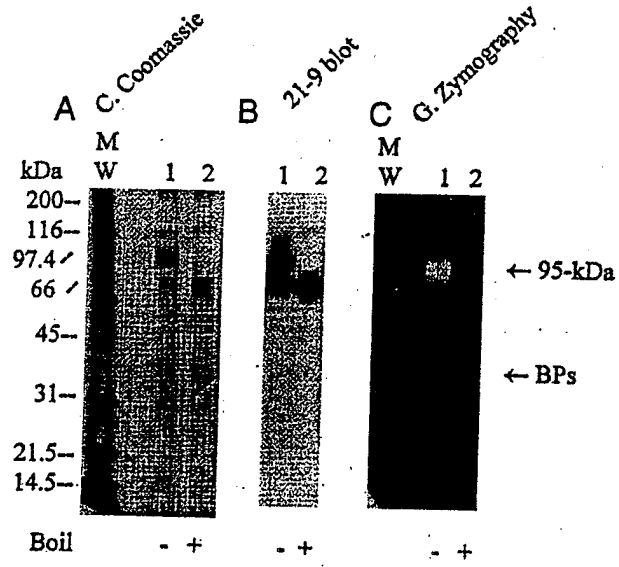 A C. Coomassie B 21-9 blot C G. Zymography
M M
kDa W 1 2 1 2 W 1 2
200
116
97.4
66
45
31
21.5
14.5
← 95-kDa
← BPs
Boil - + - + - +